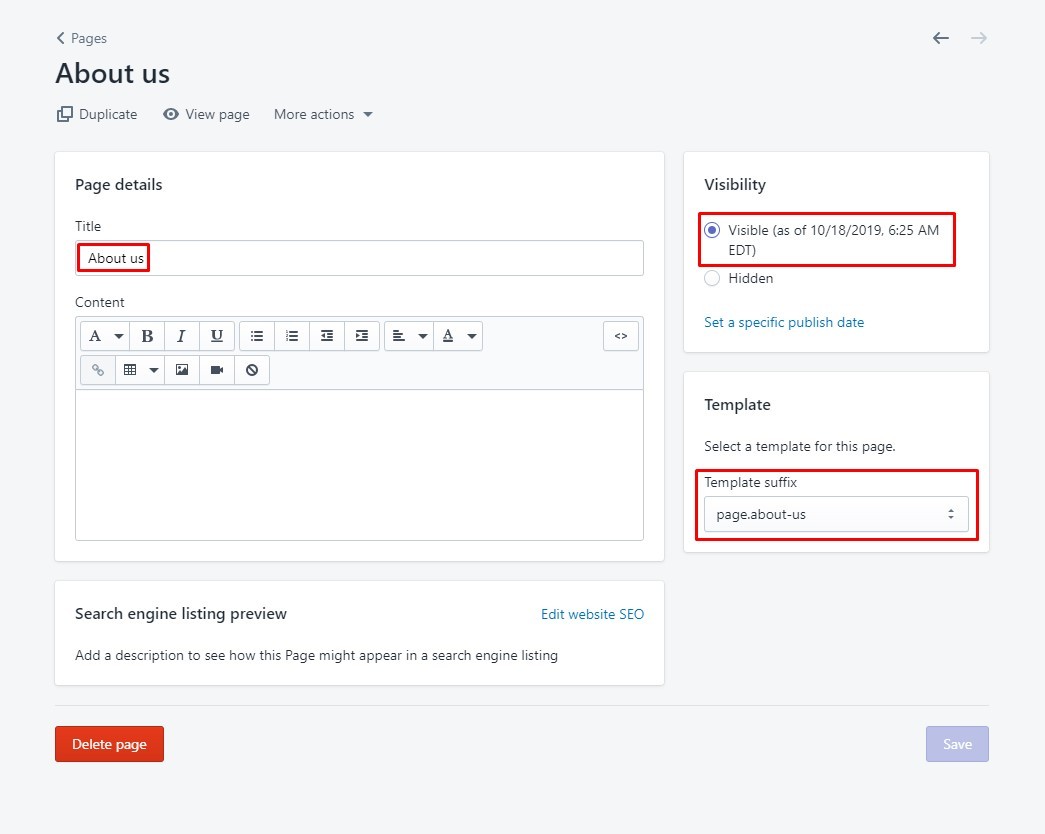 Pages
About us
Duplicate
View page
More actions
Page details
Title
About us
Content
A
B
I
U
A
<>
Visibility
Visible (as of 10/18/2019, 6:25 AM
EDT)
Hidden
Set a specific publish date
Template
Select a template for this page.
Template suffix
page.about-us
Search engine listing preview
Edit website SEO
Add a description to see how this Page might appear in a search engine listing
Delete page
Save